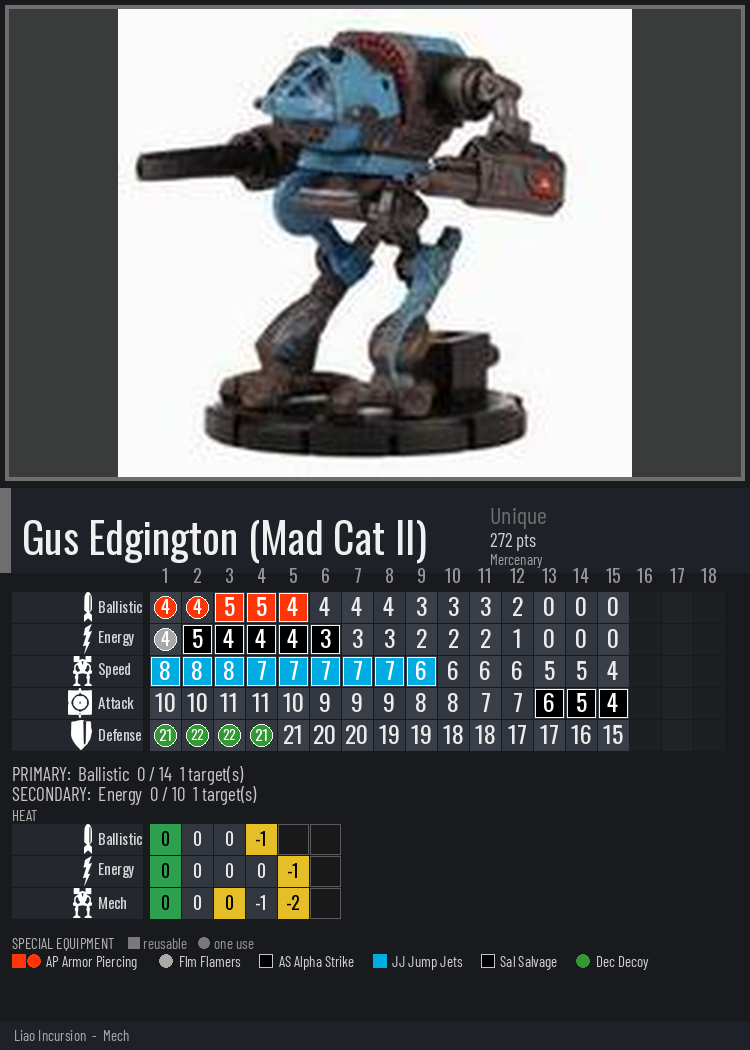 Gus Edgington (Mad Cat II)
Unique
272 pts
Mercenary
1 2 3 4 5 6 7 8 9 10 11 12 13 14 15 16 17 18
Ballistic 4 4 5 5 4 4 4 4 3 3 3 2 0 0 0
Energy 4 5 4 4 4 3 3 3 2 2 2 1 0 0 0
Speed 8 8 8 7 7 7 7 7 6 6 6 6 5 5 4
Attack 10 10 11 11 10 9 9 9 8 8 7 7 6 5 4
Defense 21 22 22 21 21 20 20 19 19 18 18 17 17 16 15
PRIMARY: Ballistic 0 / 14 1 target(s)
SECONDARY: Energy 0 / 10 1 target(s)
HEAT
Ballistic 0 0 0 -1
Energy 0 0 0 0 -1
Mech 0 0 0 -1 -2
SPECIAL EQUIPMENT reusable one use
AP Armor Piercing Flm Flamers AS Alpha Strike JJ Jump Jets Sal Salvage Dec Decoy
Liao Incursion - Mech